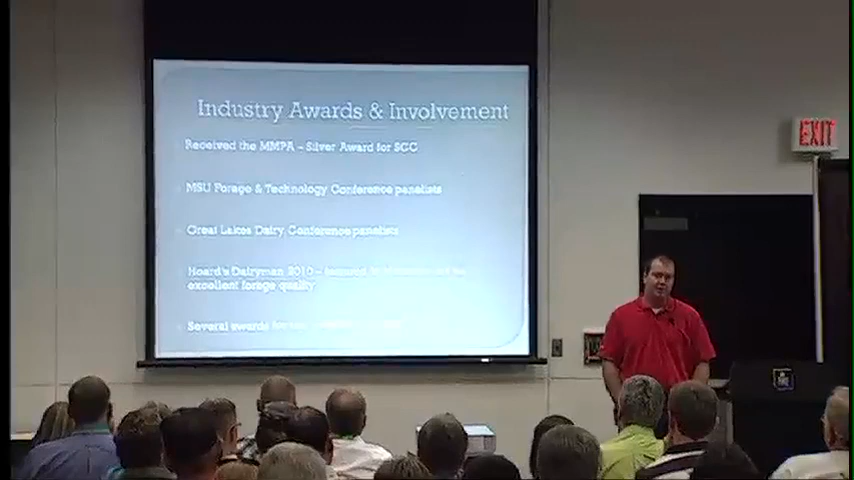 Industry Awards & Involvement
Received the MMPA – Silver Award for SCC
MSU Forage & Technology Conference panelists
Great Lakes Dairy Conference panelists
Hoard's Dairyman 2010 –
excellent forage quality
Several awards for
EXIT